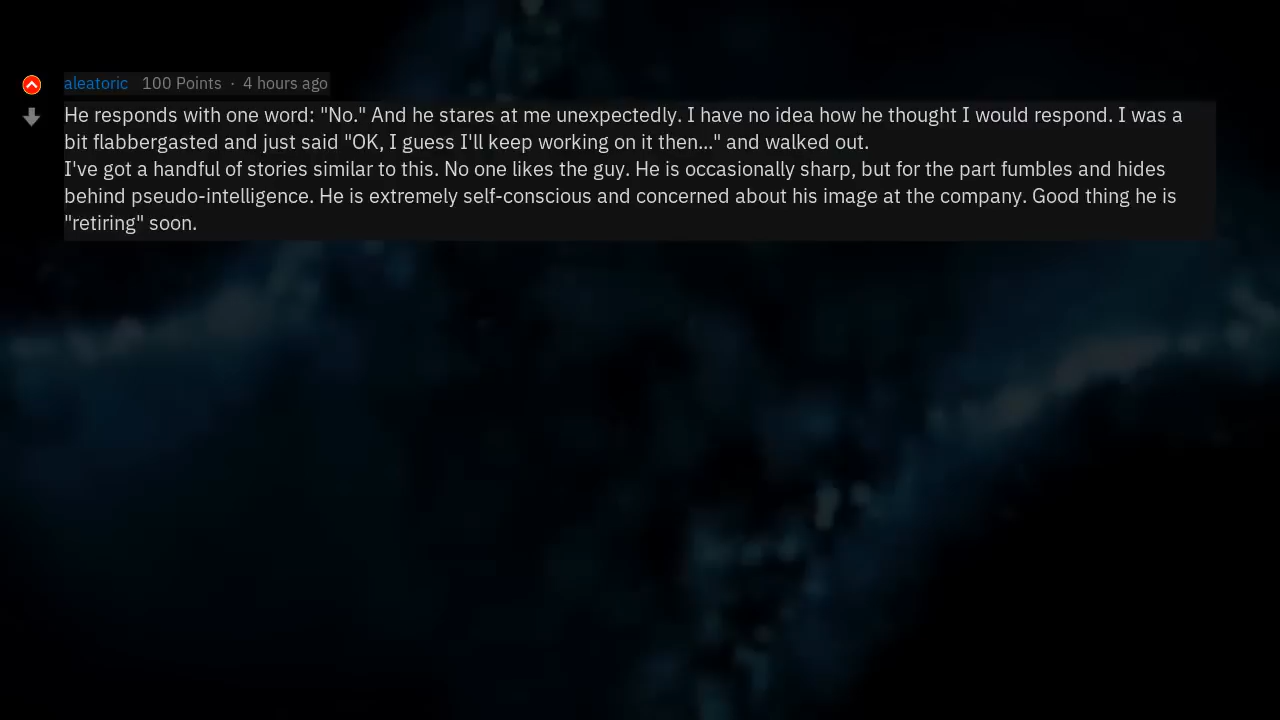 aleatoric 100 Points · 4 hours ago
He responds with one word: "No." And he stares at me unexpectedly. I have no idea how he thought I would respond. I was a
bit flabbergasted and just said "OK, I guess I'll keep working on it then..." and walked out.
I've got a handful of stories similar to this. No one likes the guy. He is occasionally sharp, but for the part fumbles and hides
behind pseudo-intelligence. He is extremely self-conscious and concerned about his image at the company. Good thing he is
"retiring" soon.